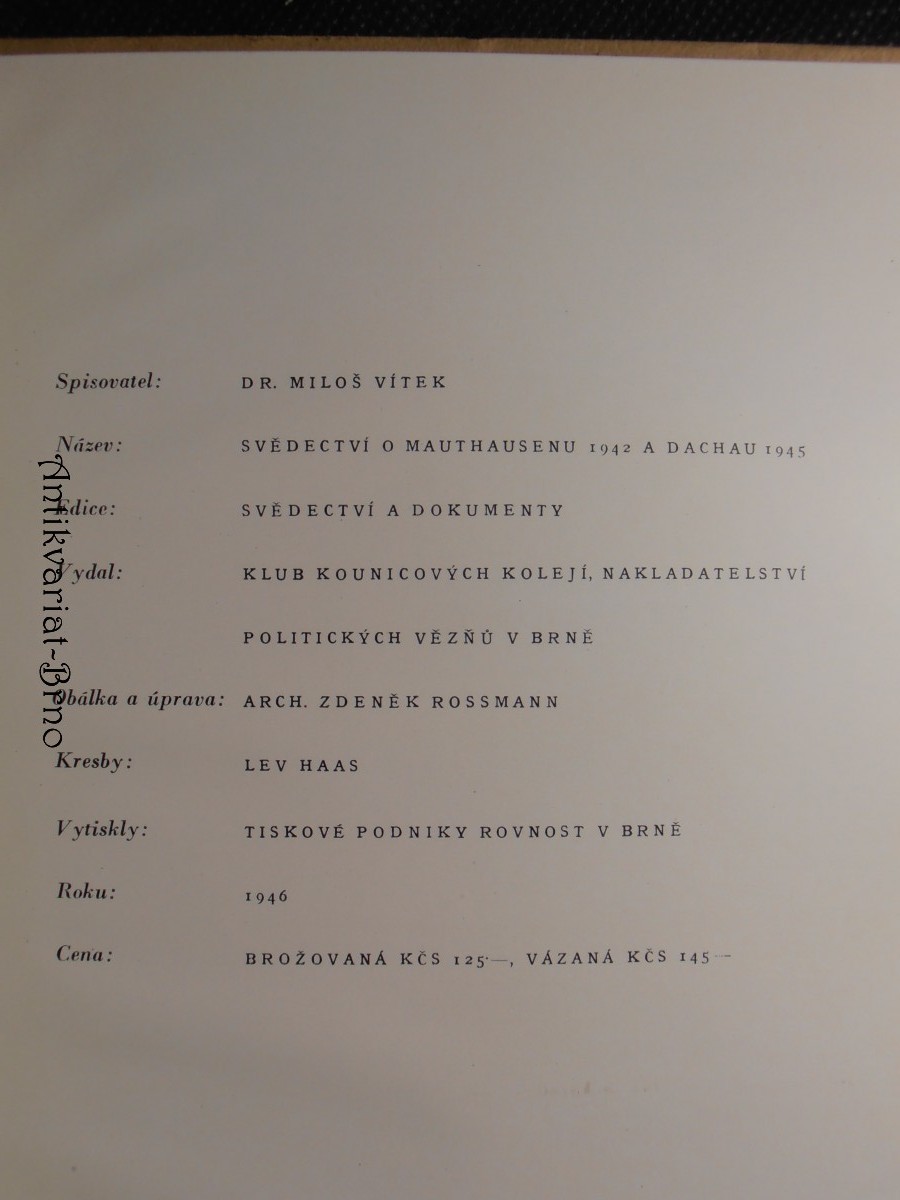 Spisovatel: DR. MILOŠ VÍTEK
Název: SVĚDECTVÍ O MAUTHAUSENU 1942 A DACHAU 1945
Edice: SVĚDECTVÍ A DOKUMENTY
Vydal: KLUB KOUNICOVÝCH KOLEJÍ, NAKLADATELSTVÍ
POLITICKÝCH VĚZŇŮ V BRNĚ
Obálka a úprava: ARCH. ZDENĚK ROSSMANN
Kresby: LEV HAAS
Vytiskly: TISKOVÉ PODNIKY ROVNOST V BRNĚ
Roku: 1946
Cena: BROŽOVANÁ KČS 125·—, VÁZANÁ KČS 145·—
Antikvariat-Brno